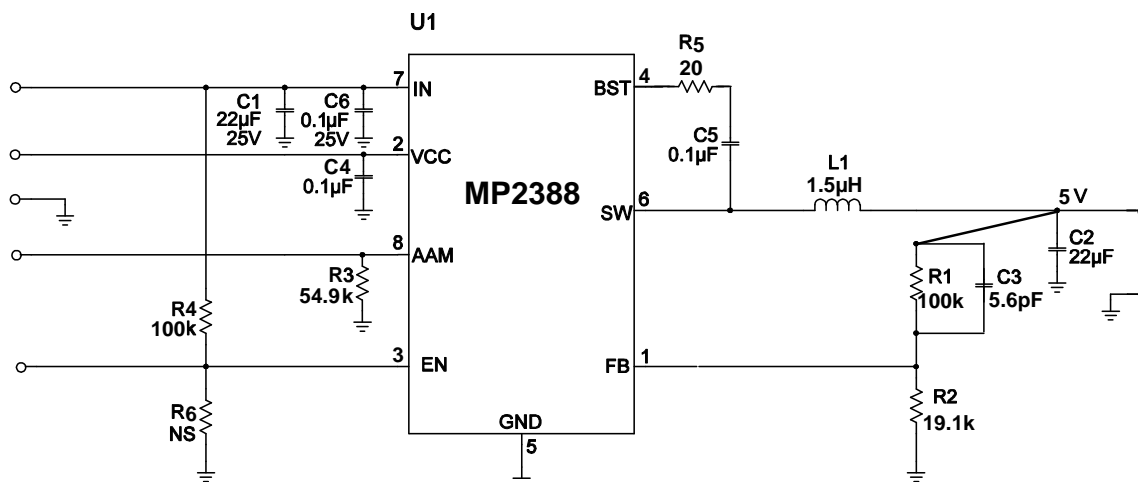 U1
7
IN
C1
22µF
25V
C6
0.1µF
25V
2
VCC
C4
0.1µF
8
AAM
R3
54.9k
R4
100k
3
EN
R6
NS
MP2388
GND
5
BST
4
R5
20
C5
0.1µF
SW
6
L1
1.5µH
5 V
C2
22µF
R1
100k
C3
5.6pF
FB
1
R2
19.1k